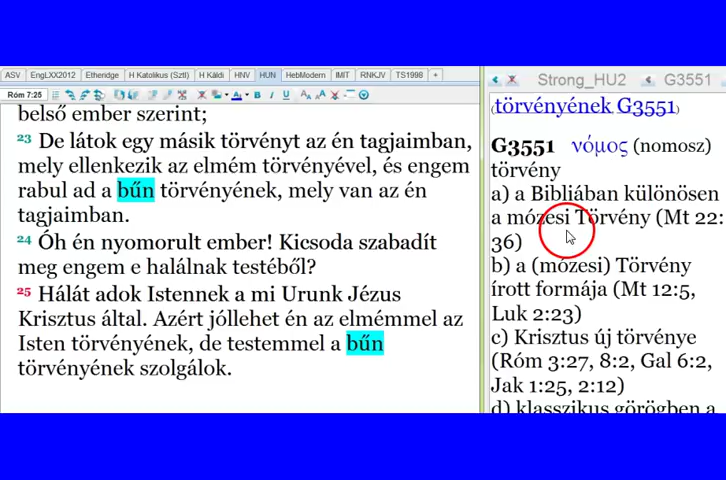 ASV EngLXX2012 Etheridge H Katolikus (SztI) H Káldi HNV HUN HebModern IMIT RNKJV TS1998 +
Róm 7:25
belső ember szerint;
23 De látok egy másik törvényt az én tagjaimban,
mely ellenkezik az elmém törvényével, és engem
rabul ad a bűn törvényének, mely van az én
tagjaimban.
24 Óh én nyomorult ember! Kicsoda szabadít
meg engem e halálnak testéből?
25 Hálát adok Istennek a mi Urunk Jézus
Krisztus által. Azért jóllehet én az elmémmel az
Isten törvényének, de testemmel a bűn
törvényének szolgálok.
Strong_HU2 G3551
(törvényének G3551)
G3551 νόμος (nomosz)
törvény
a) a Bibliában különösen
a mózesi Törvény (Mt 22:
36)
b) a (mózesi) Törvény
írott formája (Mt 12:5,
Luk 2:23)
c) Krisztus új törvénye
(Róm 3:27, 8:2, Gal 6:2,
Jak 1:25, 2:12)
d) klasszikus görögben a